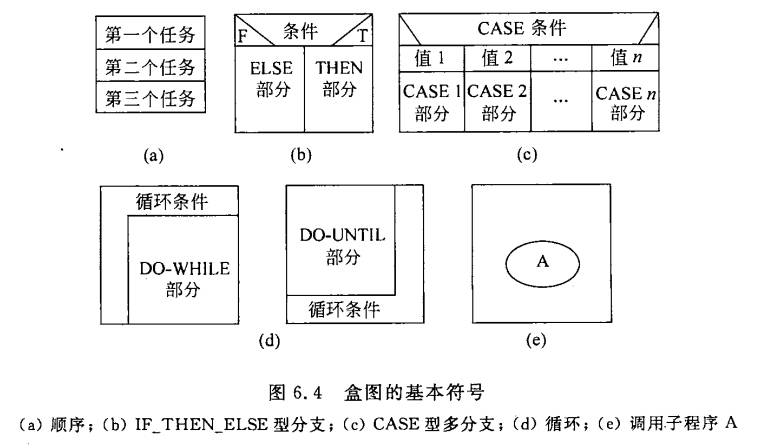 第一个任务
第二个任务
第三个任务
F 条件 T
ELSE 部分
THEN 部分
(a)
(b)
CASE 条件
值 1 值 2 … 值 n
CASE 1 部分
CASE 2 部分
…
CASE n 部分
(c)
循环条件
DO-WHILE
部分
DO-UNTIL
部分
循环条件
(d)
A
(e)
图 6.4 盒图的基本符号
(a) 顺序；(b) IF_THEN_ELSE 型分支；(c) CASE 型多分支；(d) 循环；(e) 调用子程序 A